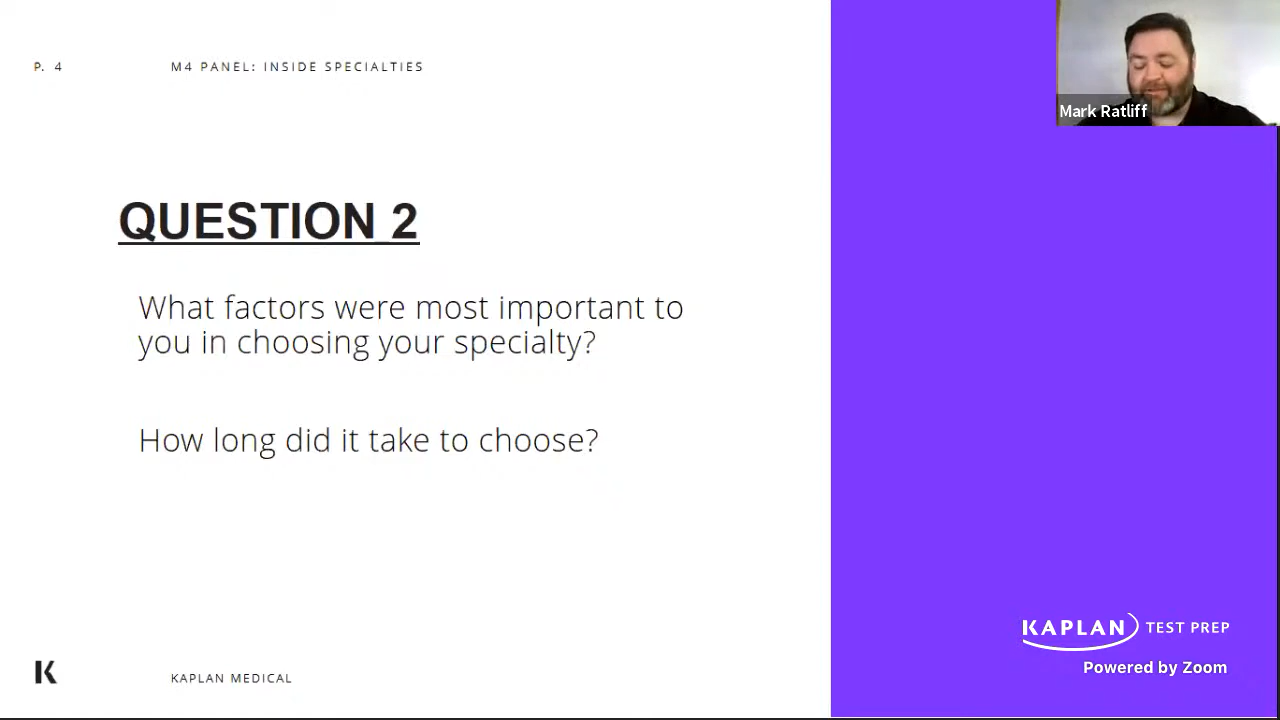 P. 4
M4 PANEL: INSIDE SPECIALTIES
Mark Ratliff
QUESTION 2
What factors were most important to
you in choosing your specialty?
How long did it take to choose?
KAPLAN TEST PREP
Powered by Zoom
K
KAPLAN MEDICAL